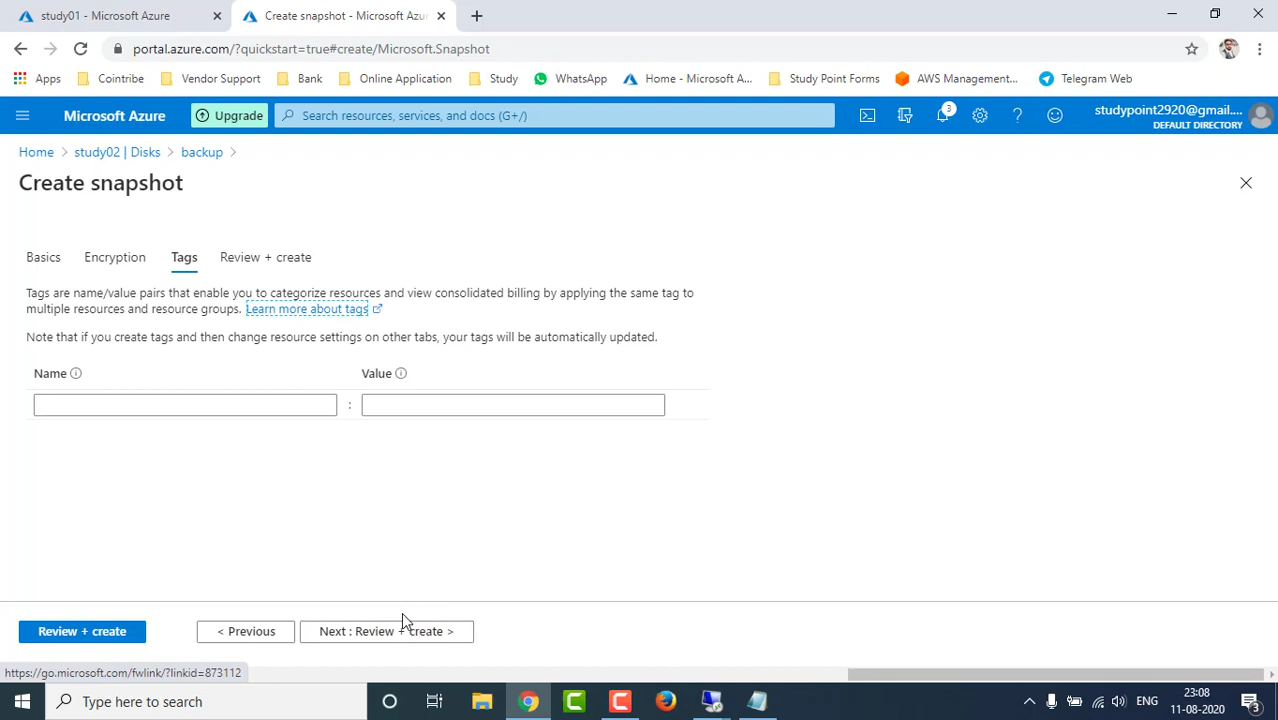 study01 - Microsoft Azure
Create snapshot - Microsoft Azu
portal.azure.com/?quickstart=true#create/Microsoft.Snapshot
Apps Cointribe Vendor Support Bank Online Application Study WhatsApp Home - Microsoft A... Study Point Forms AWS Management... Telegram Web
Microsoft Azure
Upgrade
Search resources, services, and docs (G+/)
3
studypoint2920@gmail....
DEFAULT DIRECTORY
Home > study02 | Disks > backup >
Create snapshot
Basics Encryption Tags Review + create
Tags are name/value pairs that enable you to categorize resources and view consolidated billing by applying the same tag to
multiple resources and resource groups. Learn more about tags
Note that if you create tags and then change resource settings on other tabs, your tags will be automatically updated.
Name Value
:
Review + create < Previous Next : Review + create >
https://go.microsoft.com/fwlink/?linkid=873112
Type here to search
ENG
23:08
11-08-2020
3